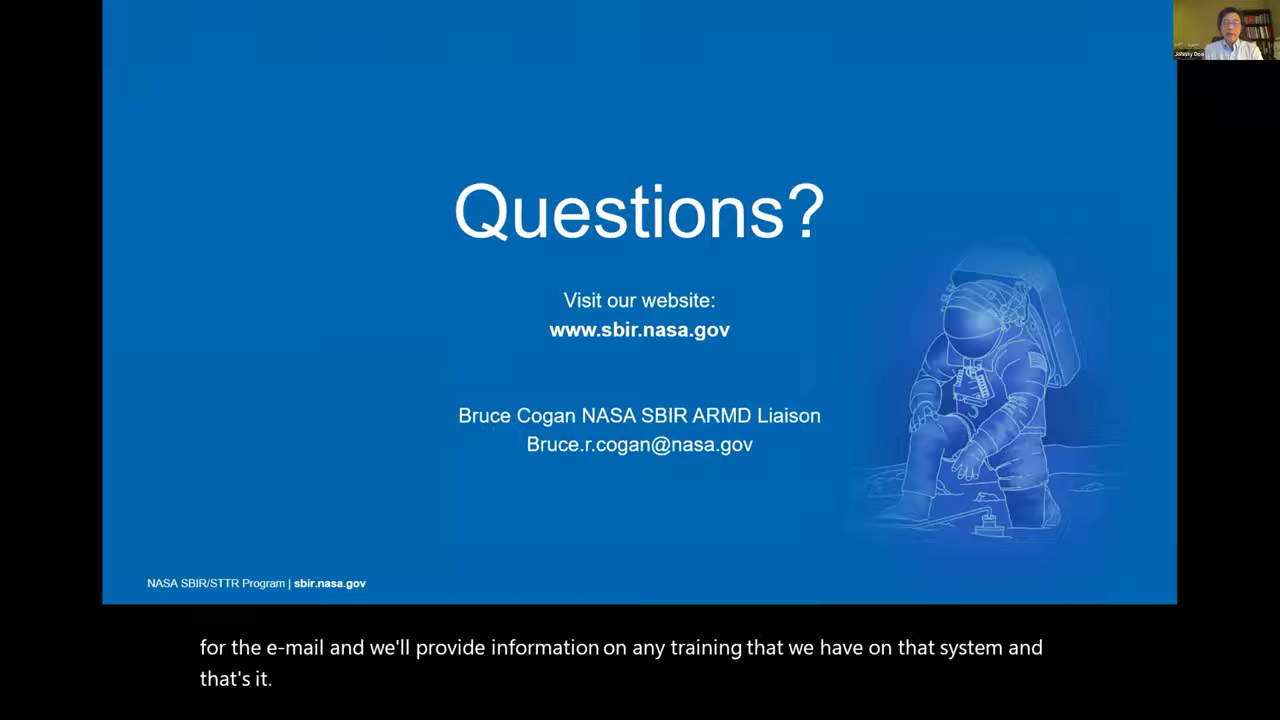 Johnny Doo
Questions?
Visit our website:
www.sbir.nasa.gov
Bruce Cogan NASA SBIR ARMD Liaison
Bruce.r.cogan@nasa.gov
NASA SBIR/STTR Program | sbir.nasa.gov
for the e-mail and we'll provide information on any training that we have on that system and
that's it.